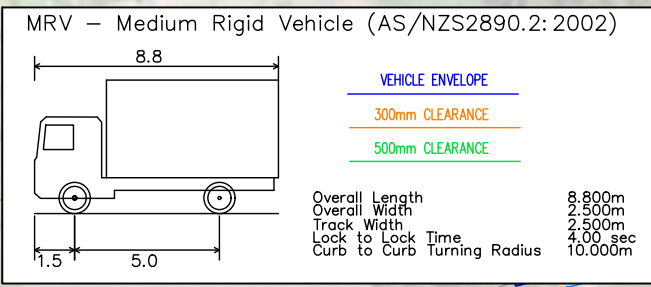 MRV – Medium Rigid Vehicle (AS/NZS2890.2:2002)
8.8
VEHICLE ENVELOPE
300mm CLEARANCE
500mm CLEARANCE
Overall Length 8.800m
Overall Width 2.500m
Track Width 2.500m
Lock to Lock Time 4.00 sec
Curb to Curb Turning Radius 10.000m
1.5 5.0